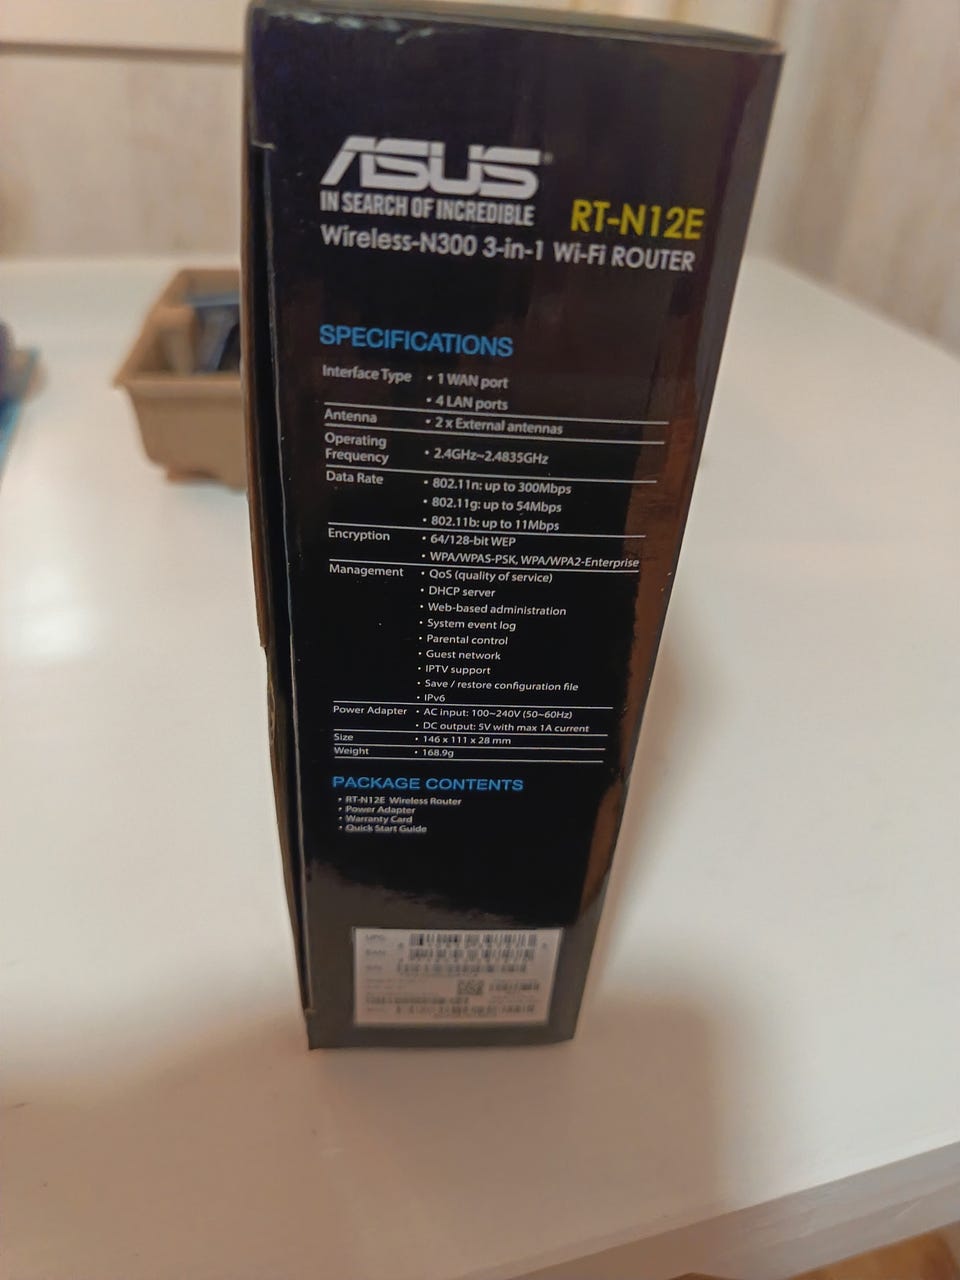 ASUS®
IN SEARCH OF INCREDIBLE
RT-N12E
Wireless-N300 3-in-1 Wi-Fi ROUTER
SPECIFICATIONS
Interface Type • 1 WAN port
• 4 LAN ports
Antenna • 2 x External antennas
Operating
Frequency • 2.4GHz~2.4835GHz
Data Rate • 802.11n: up to 300Mbps
• 802.11g: up to 54Mbps
• 802.11b: up to 11Mbps
Encryption • 64/128-bit WEP
• WPA/WPAS-PSK, WPA/WPA2-Enterprise
Management • QoS (quality of service)
• DHCP server
• Web-based administration
• System event log
• Parental control
• Guest network
• IPTV support
• Save / restore configuration file
• IPv6
Power Adapter • AC input: 100~240V (50~60Hz)
• DC output: 5V with max 1A current
Size • 146 x 111 x 28 mm
Weight • 168.9g
PACKAGE CONTENTS
• RT-N12E Wireless Router
• Power Adapter
• Warranty Card
• Quick Start Guide